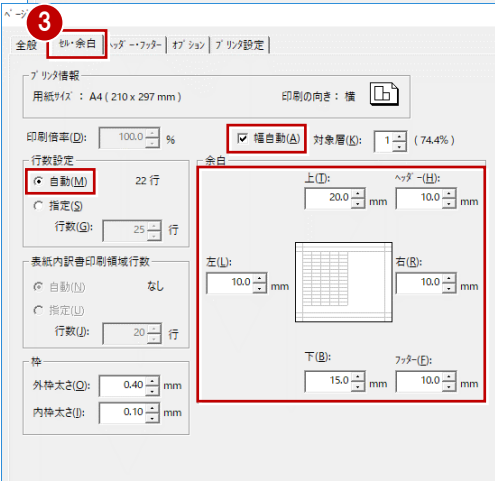 ページ
3
全般 セル・余白 ヘッダー・フッター オプション プリンタ設定
プリンタ情報
用紙サイズ : A4 ( 210 x 297 mm )
印刷の向き : 横
印刷倍率(D): 100.0 %
幅自動(A) 対象層(K): 1 ( 74.4% )
行数設定
自動(M) 22 行
指定(S)
行数(G): 25 行
表紙内訳書印刷領域行数
自動(N) なし
指定(U)
行数(J): 20 行
枠
外枠太さ(O): 0.40 mm
内枠太さ(I): 0.10 mm
余白
上(T): ヘッダー(H):
20.0 mm 10.0 mm
左(L): 右(R):
10.0 mm 10.0 mm
下(B): フッター(F):
15.0 mm 10.0 mm